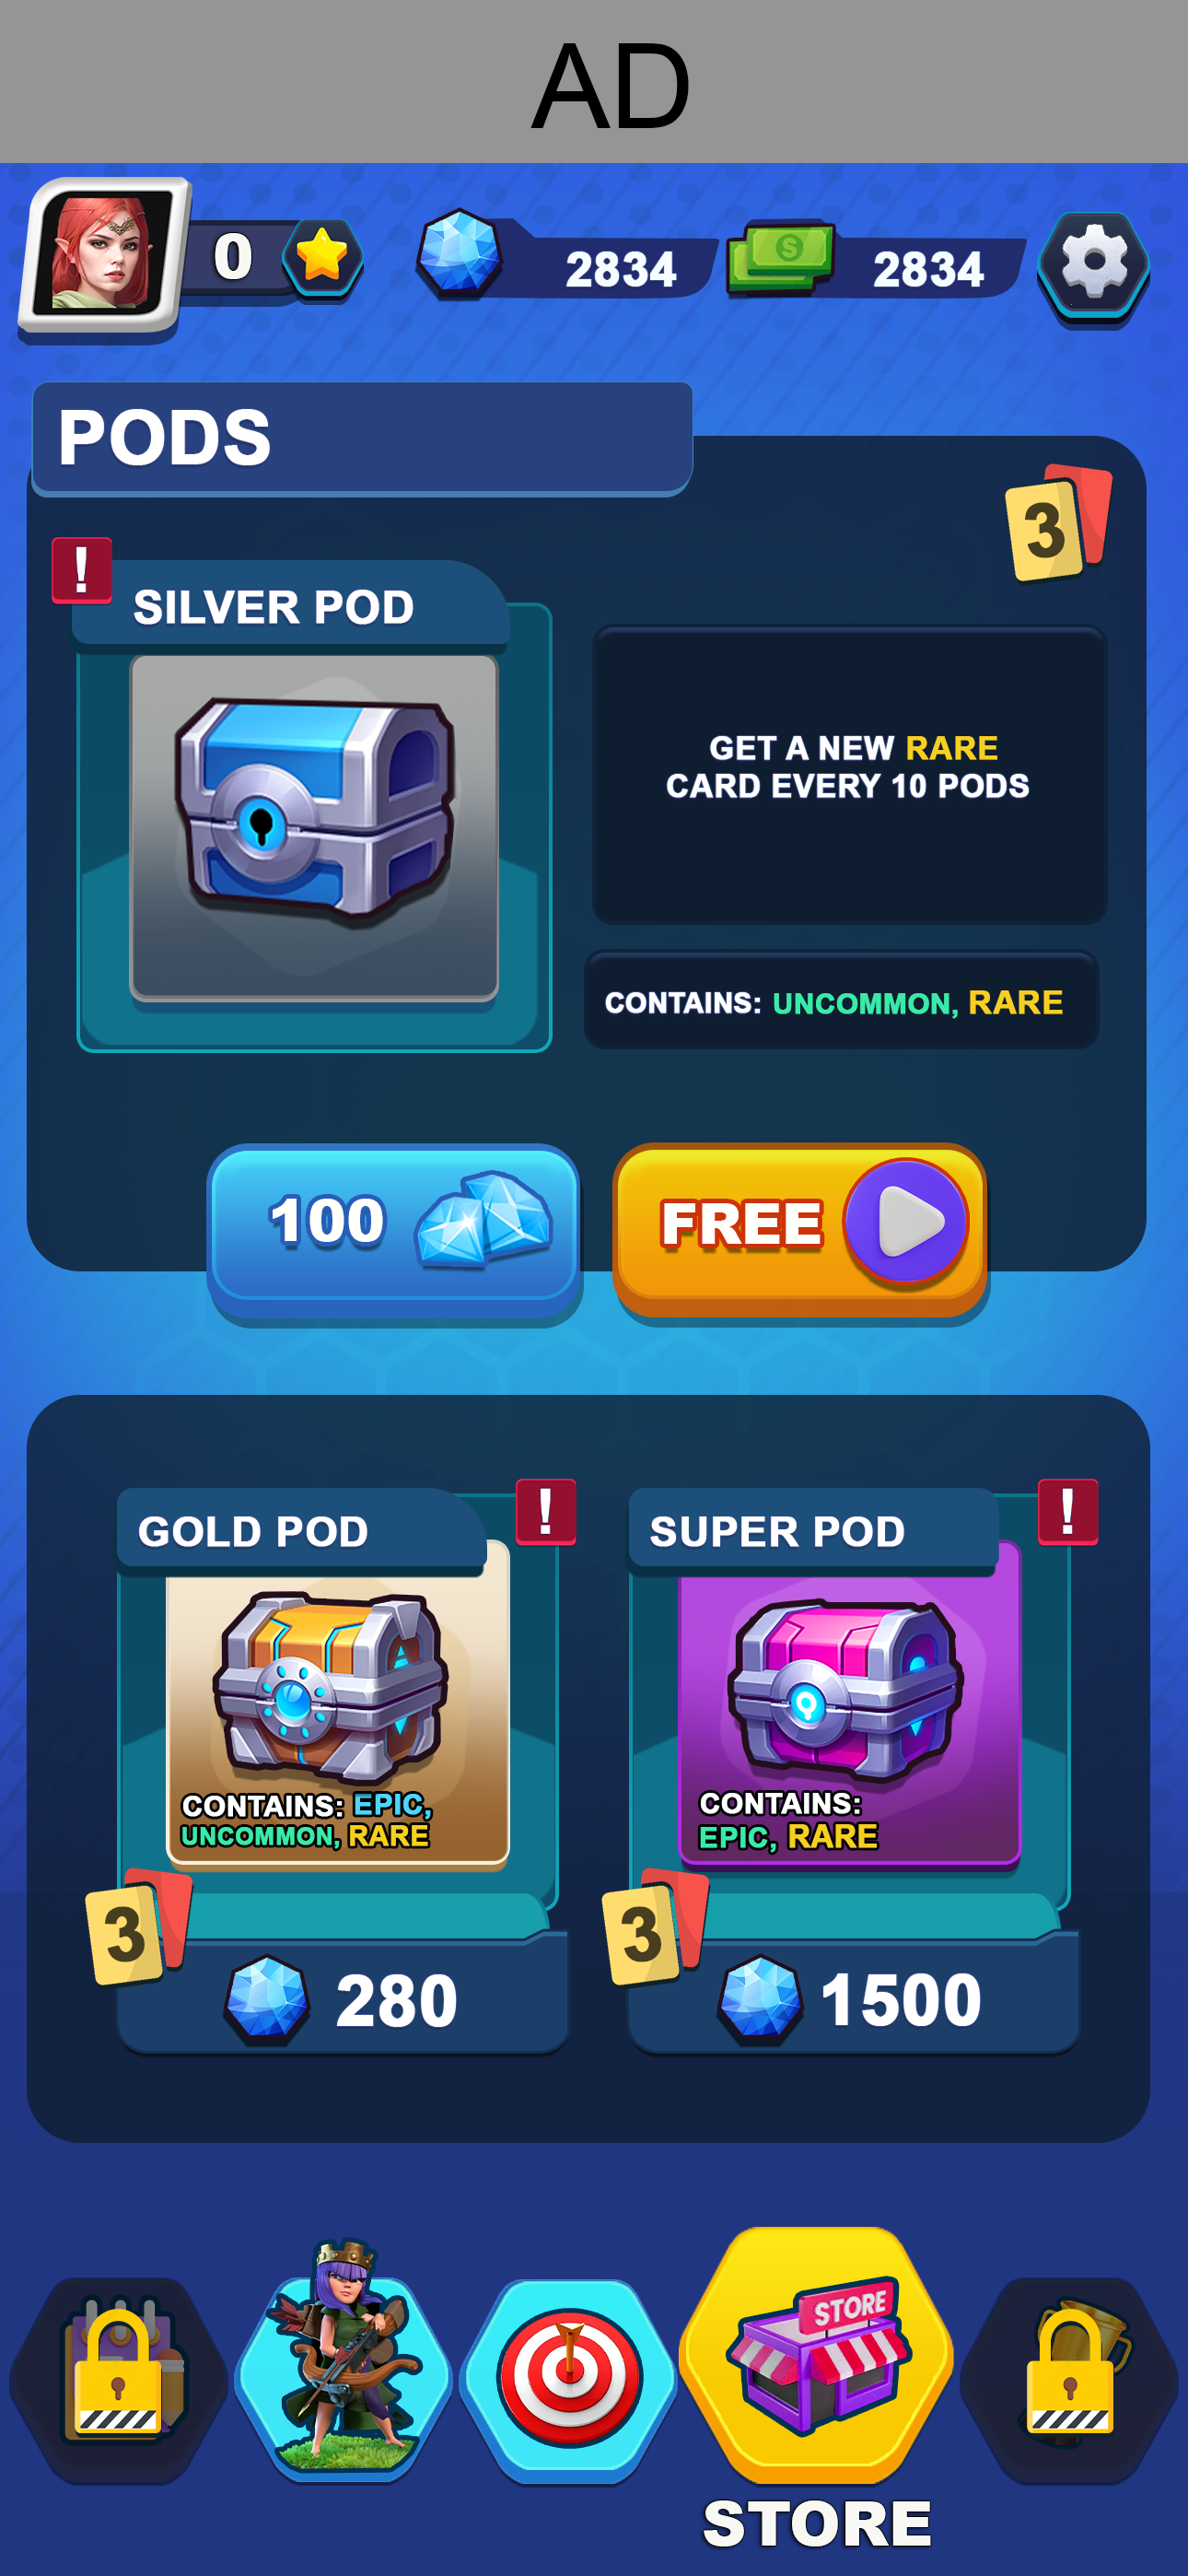 AD
0
2834
$
2834
PODS
3
!
SILVER POD
GET A NEW RARE
CARD EVERY 10 PODS
CONTAINS: UNCOMMON, RARE
100
FREE
GOLD POD
!
SUPER POD
!
CONTAINS: EPIC,
UNCOMMON, RARE
CONTAINS:
EPIC, RARE
3
280
3
1500
STORE
STORE